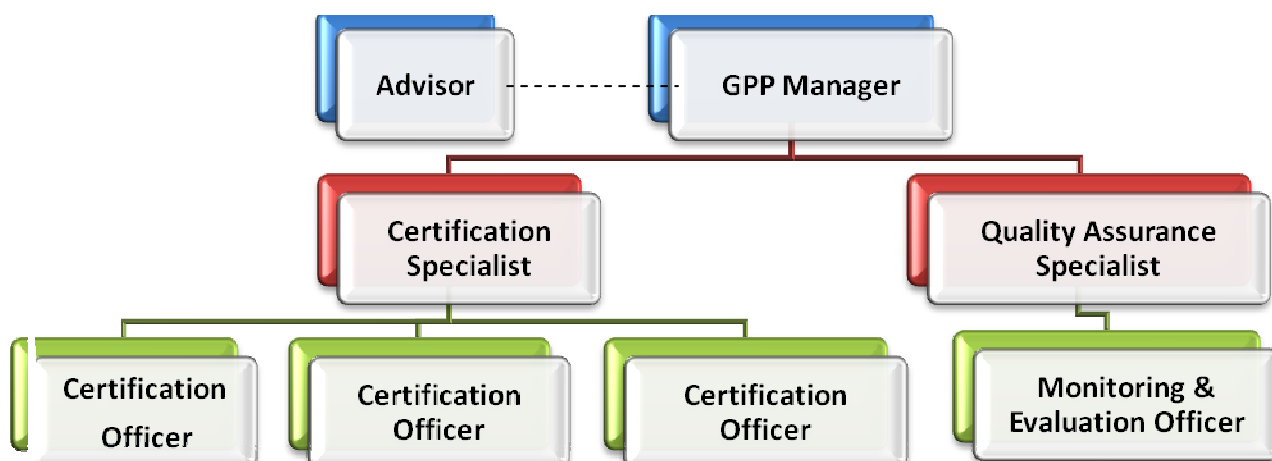 Advisor
GPP Manager
Certification
Specialist
Quality Assurance
Specialist
Certification
Officer
Certification
Officer
Certification
Officer
Monitoring &
Evaluation Officer